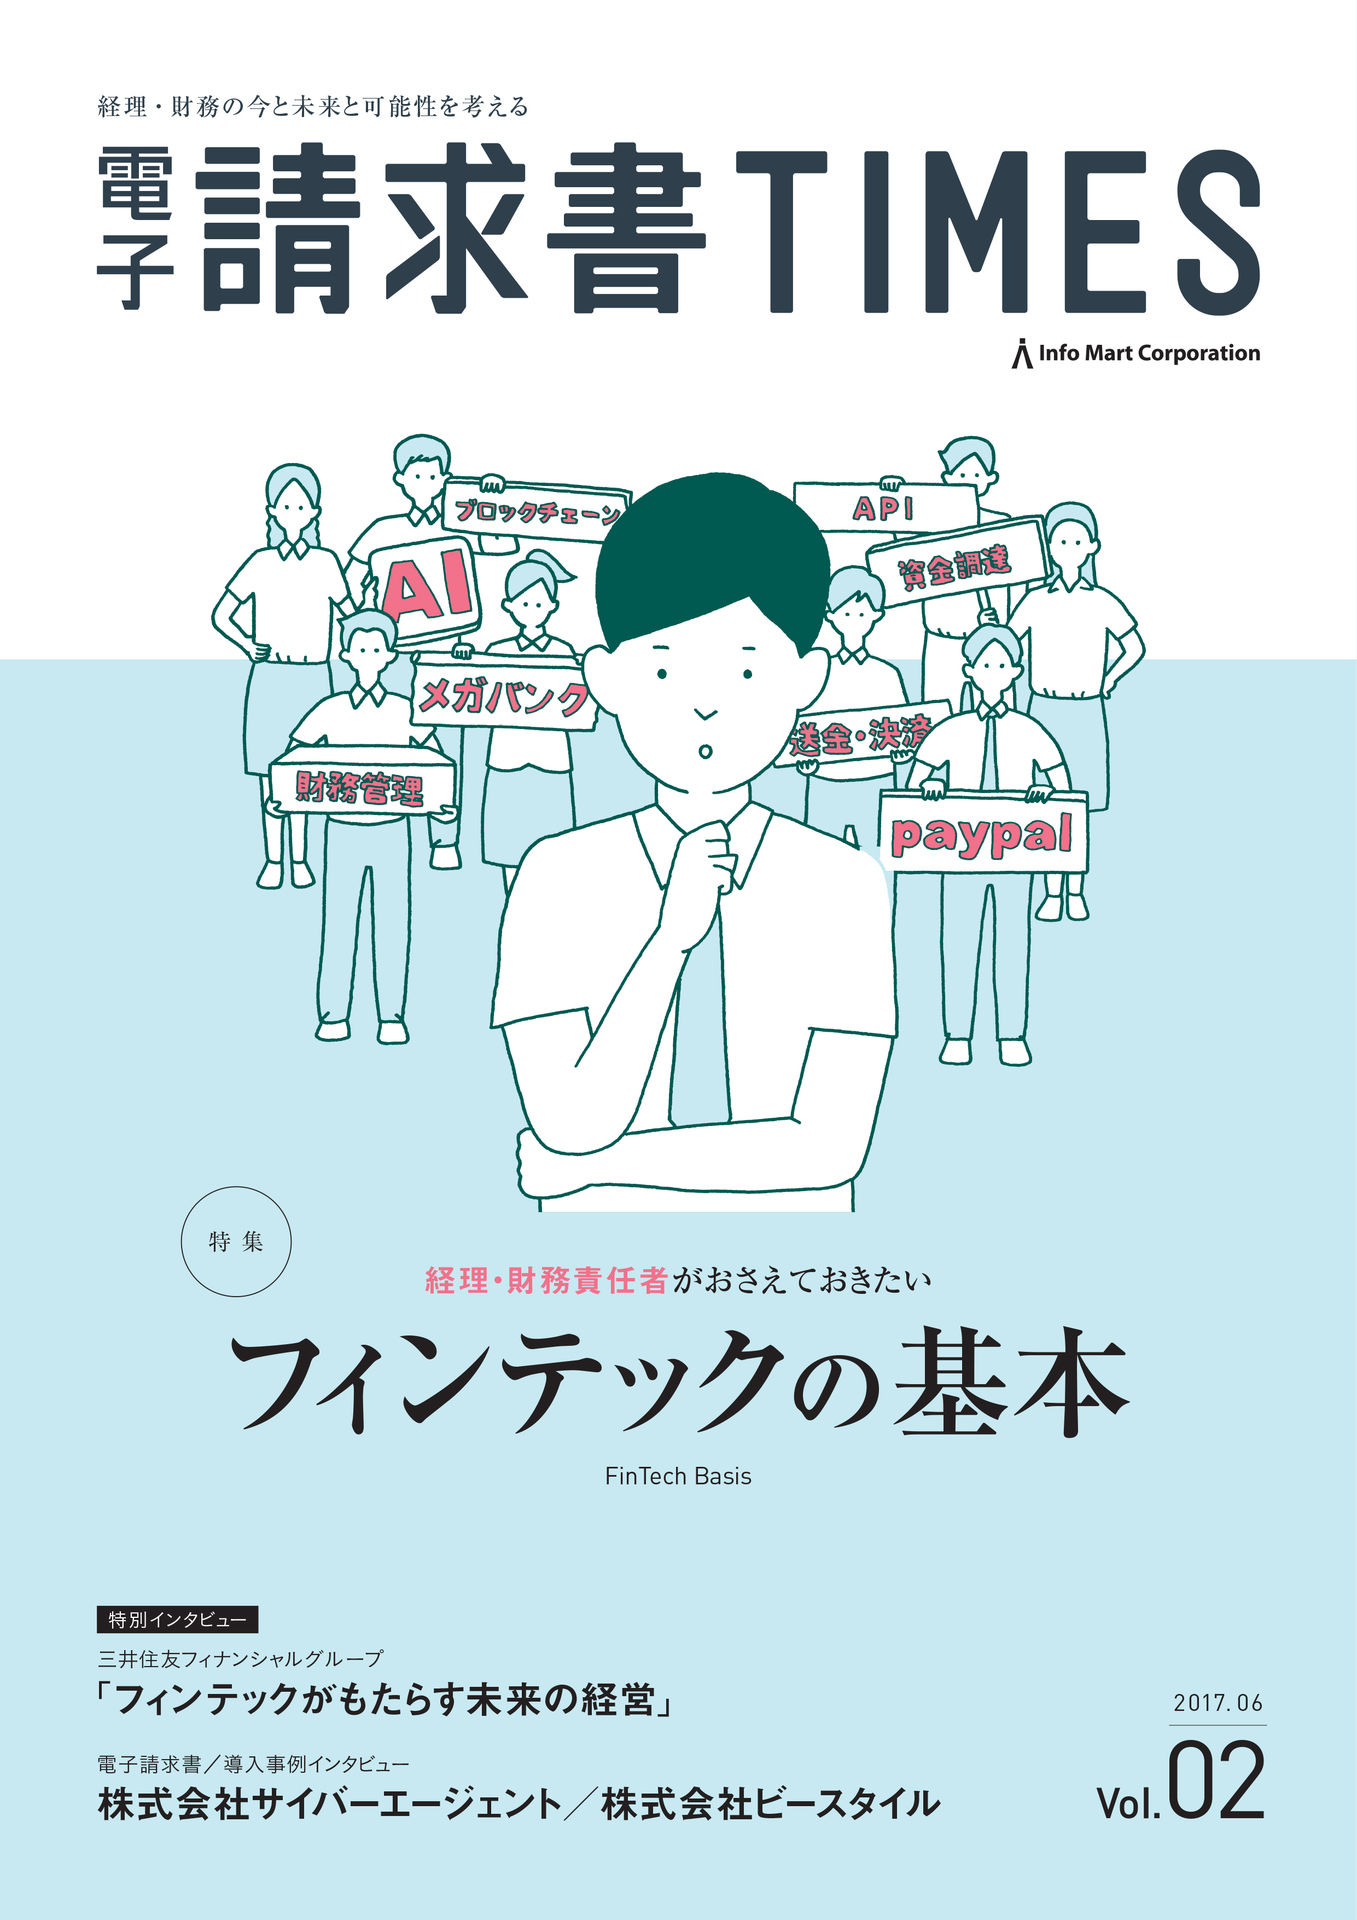 経理・財務の今と未来と可能性を考える
電子請求書TIMES
Info Mart Corporation
ブロックチェーン
API
AI
資金調達
メガバンク
送金・決済
財務管理
paypal
特集
経理・財務責任者がおさえておきたい
フィンテックの基本
FinTech Basis
特別インタビュー
三井住友フィナンシャルグループ
「フィンテックがもたらす未来の経営」
電子請求書／導入事例インタビュー
株式会社サイバーエージェント／株式会社ビースタイル
2017.06
Vol.02